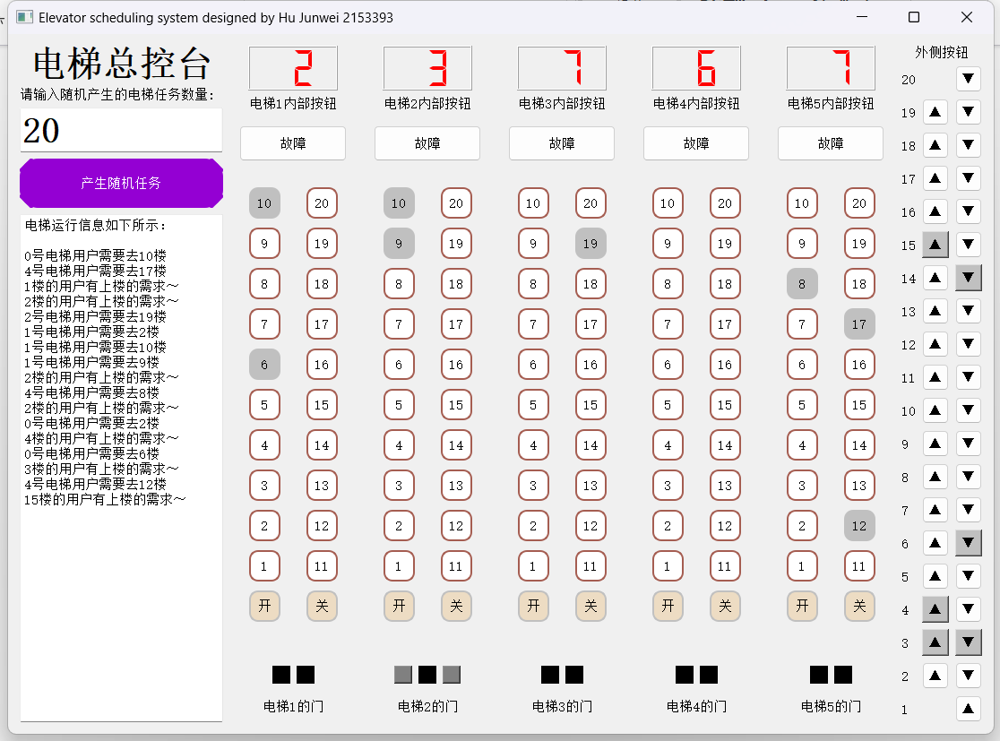 Elevator scheduling system designed by Hu Junwei 2153393
电梯总控台
请输入随机产生的电梯任务数量:
20
产生随机任务
电梯运行信息如下所示:
0号电梯用户需要去10楼
4号电梯用户需要去17楼
1楼的用户有上楼的需求~
2楼的用户有上楼的需求~
2号电梯用户需要去19楼
1号电梯用户需要去2楼
1号电梯用户需要去10楼
1号电梯用户需要去9楼
2楼的用户有上楼的需求~
4号电梯用户需要去8楼
2楼的用户有上楼的需求~
0号电梯用户需要去2楼
4楼的用户有上楼的需求~
0号电梯用户需要去6楼
3楼的用户有上楼的需求~
4号电梯用户需要去12楼
15楼的用户有上楼的需求~
2 3 7 6 7
电梯1内部按钮 电梯2内部按钮 电梯3内部按钮 电梯4内部按钮 电梯5内部按钮
故障 故障 故障 故障 故障
10 20 10 20 10 20 10 20 10 20
9 19 9 19 9 19 9 19 9 19
8 18 8 18 8 18 8 18 8 18
7 17 7 17 7 17 7 17 7 17
6 16 6 16 6 16 6 16 6 16
5 15 5 15 5 15 5 15 5 15
4 14 4 14 4 14 4 14 4 14
3 13 3 13 3 13 3 13 3 13
2 12 2 12 2 12 2 12 2 12
1 11 1 11 1 11 1 11 1 11
开 关 开 关 开 关 开 关 开 关
电梯1的门 电梯2的门 电梯3的门 电梯4的门 电梯5的门
外侧按钮
20 ▼
19 ▲ ▼
18 ▲ ▼
17 ▲ ▼
16 ▲ ▼
15 ▲ ▼
14 ▲ ▼
13 ▲ ▼
12 ▲ ▼
11 ▲ ▼
10 ▲ ▼
9 ▲ ▼
8 ▲ ▼
7 ▲ ▼
6 ▲ ▼
5 ▲ ▼
4 ▲ ▼
3 ▲ ▼
2 ▲ ▼
1 ▲